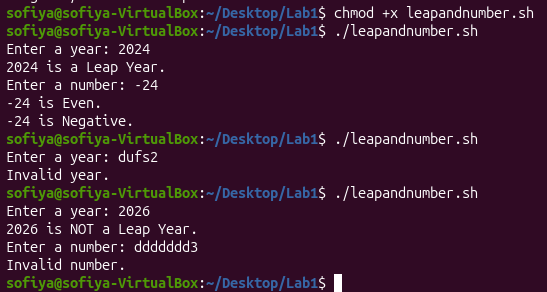 sofiya@sofiya-VirtualBox:~/Desktop/Lab1$ chmod +x leapandnumber.sh
sofiya@sofiya-VirtualBox:~/Desktop/Lab1$ ./leapandnumber.sh
Enter a year: 2024
2024 is a Leap Year.
Enter a number: -24
-24 is Even.
-24 is Negative.
sofiya@sofiya-VirtualBox:~/Desktop/Lab1$ ./leapandnumber.sh
Enter a year: dufs2
Invalid year.
sofiya@sofiya-VirtualBox:~/Desktop/Lab1$ ./leapandnumber.sh
Enter a year: 2026
2026 is NOT a Leap Year.
Enter a number: ddddddd3
Invalid number.
sofiya@sofiya-VirtualBox:~/Desktop/Lab1$